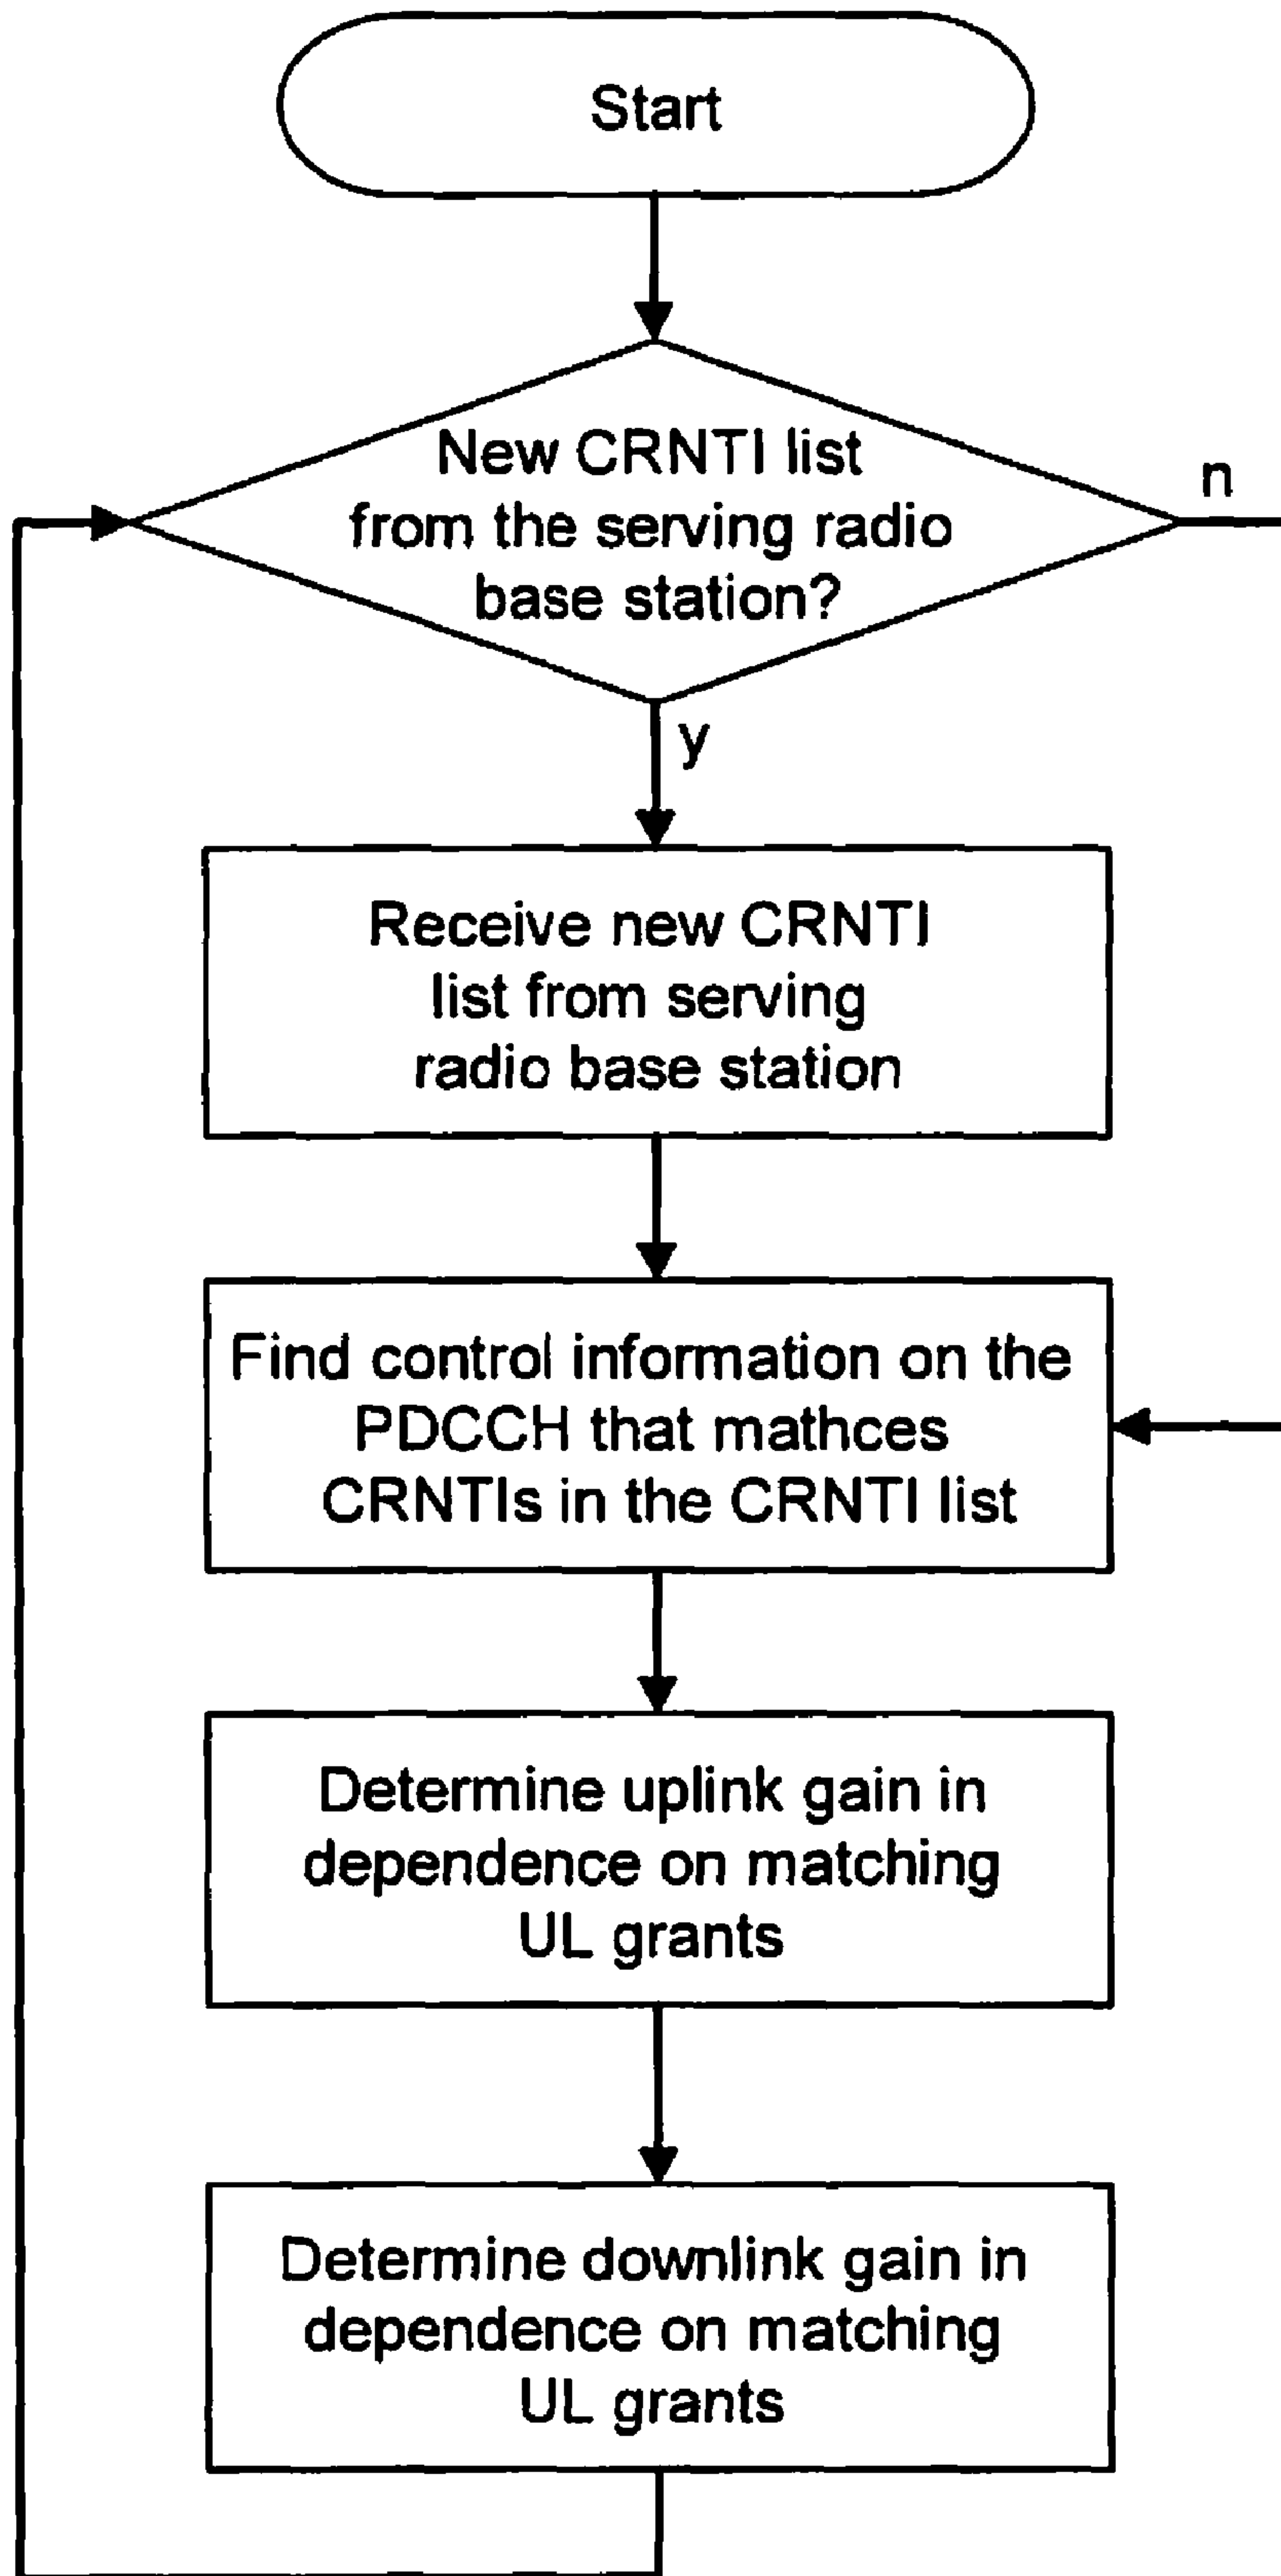 Start
New CRNTI list
from the serving radio
base station?
n
y
Receive new CRNTI
list from serving
radio base station
Find control information on the
PDCCH that mathces
CRNTIs in the CRNTI list
Determine uplink gain in
dependence on matching
UL grants
Determine downlink gain in
dependence on matching
UL grants